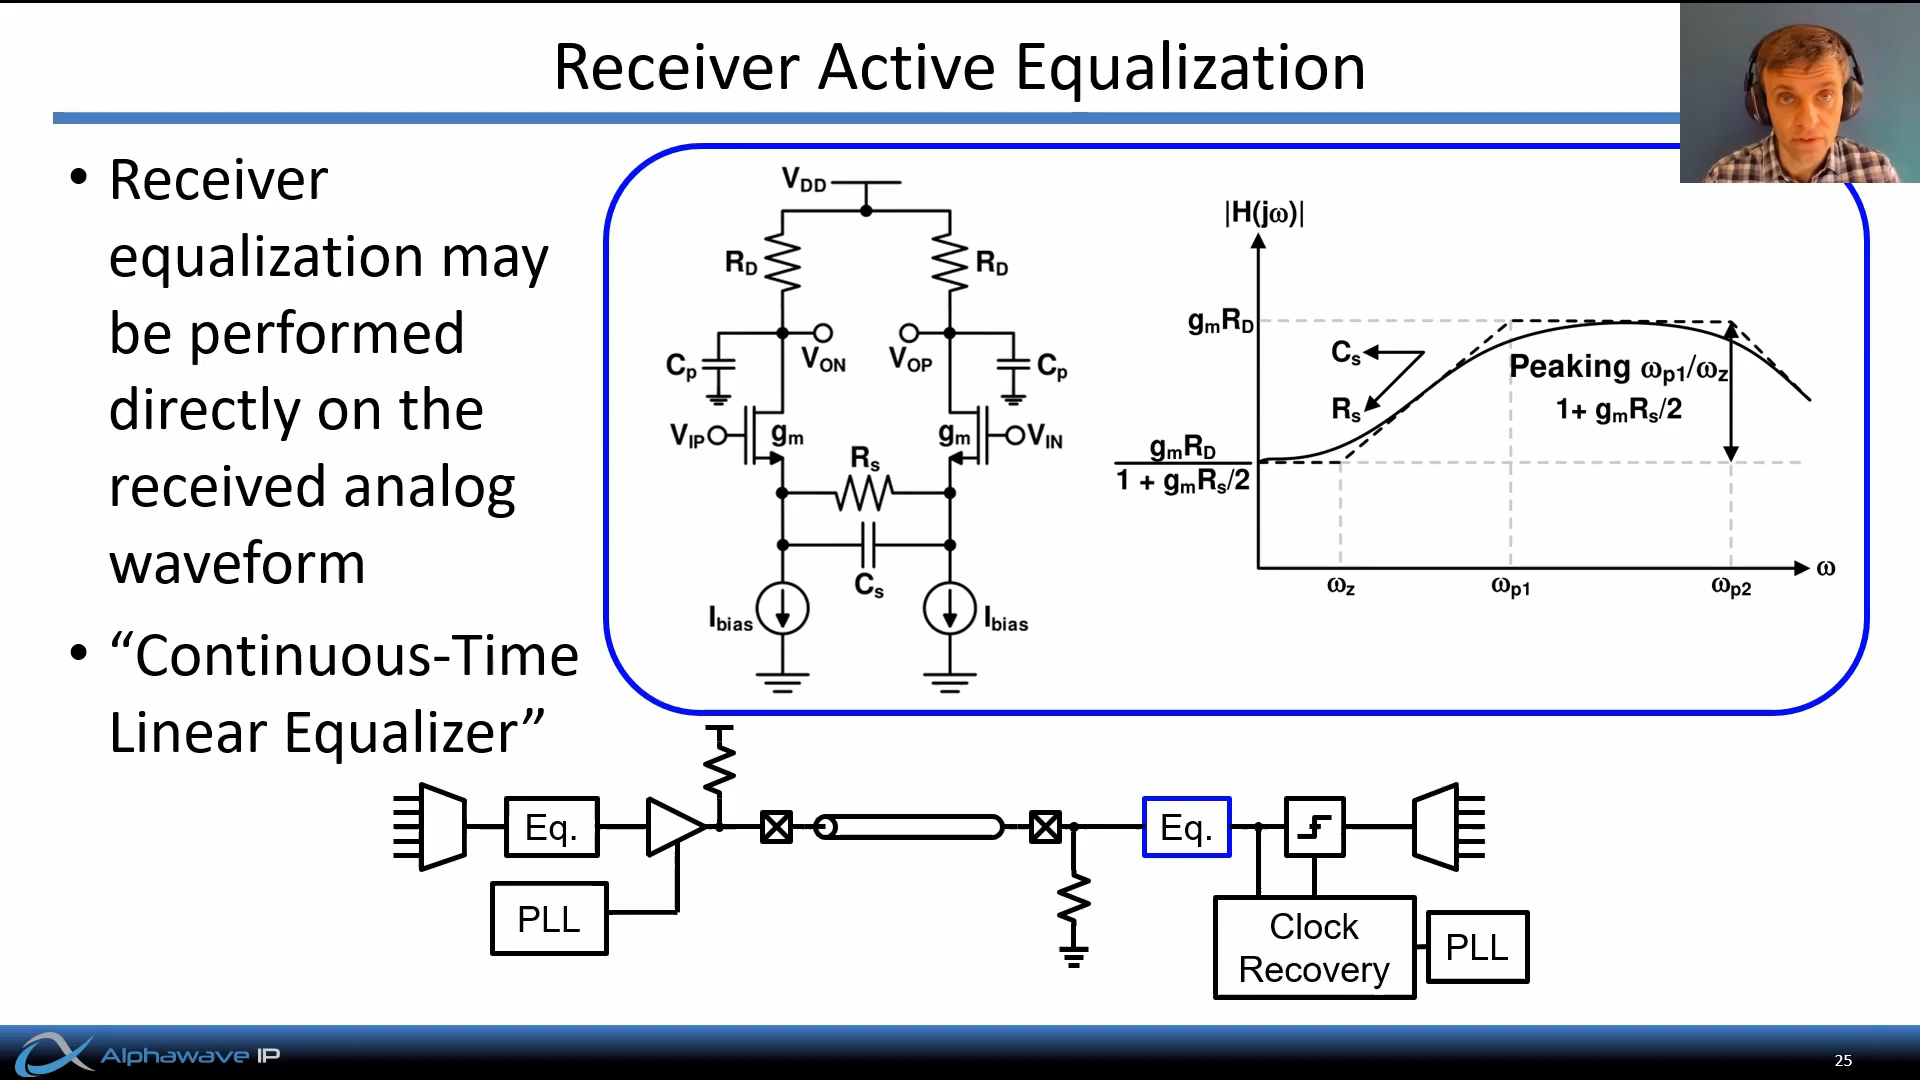 Receiver Active Equalization
• Receiver
equalization may
be performed
directly on the
received analog
waveform
• “Continuous-Time
Linear Equalizer”
VDD
RD
RD
Cp
VON
VOP
Cp
VIP
gm
gm
VIN
Rs
Cs
Ibias
Ibias
|H(jω)|
gmRD
Cs
Rs
Peaking ωp1/ωz
1+ gmRs/2
gmRD
1 + gmRs/2
ωz
ωp1
ωp2
ω
Eq.
PLL
Eq.
Clock
Recovery
PLL
Alphawave IP
25